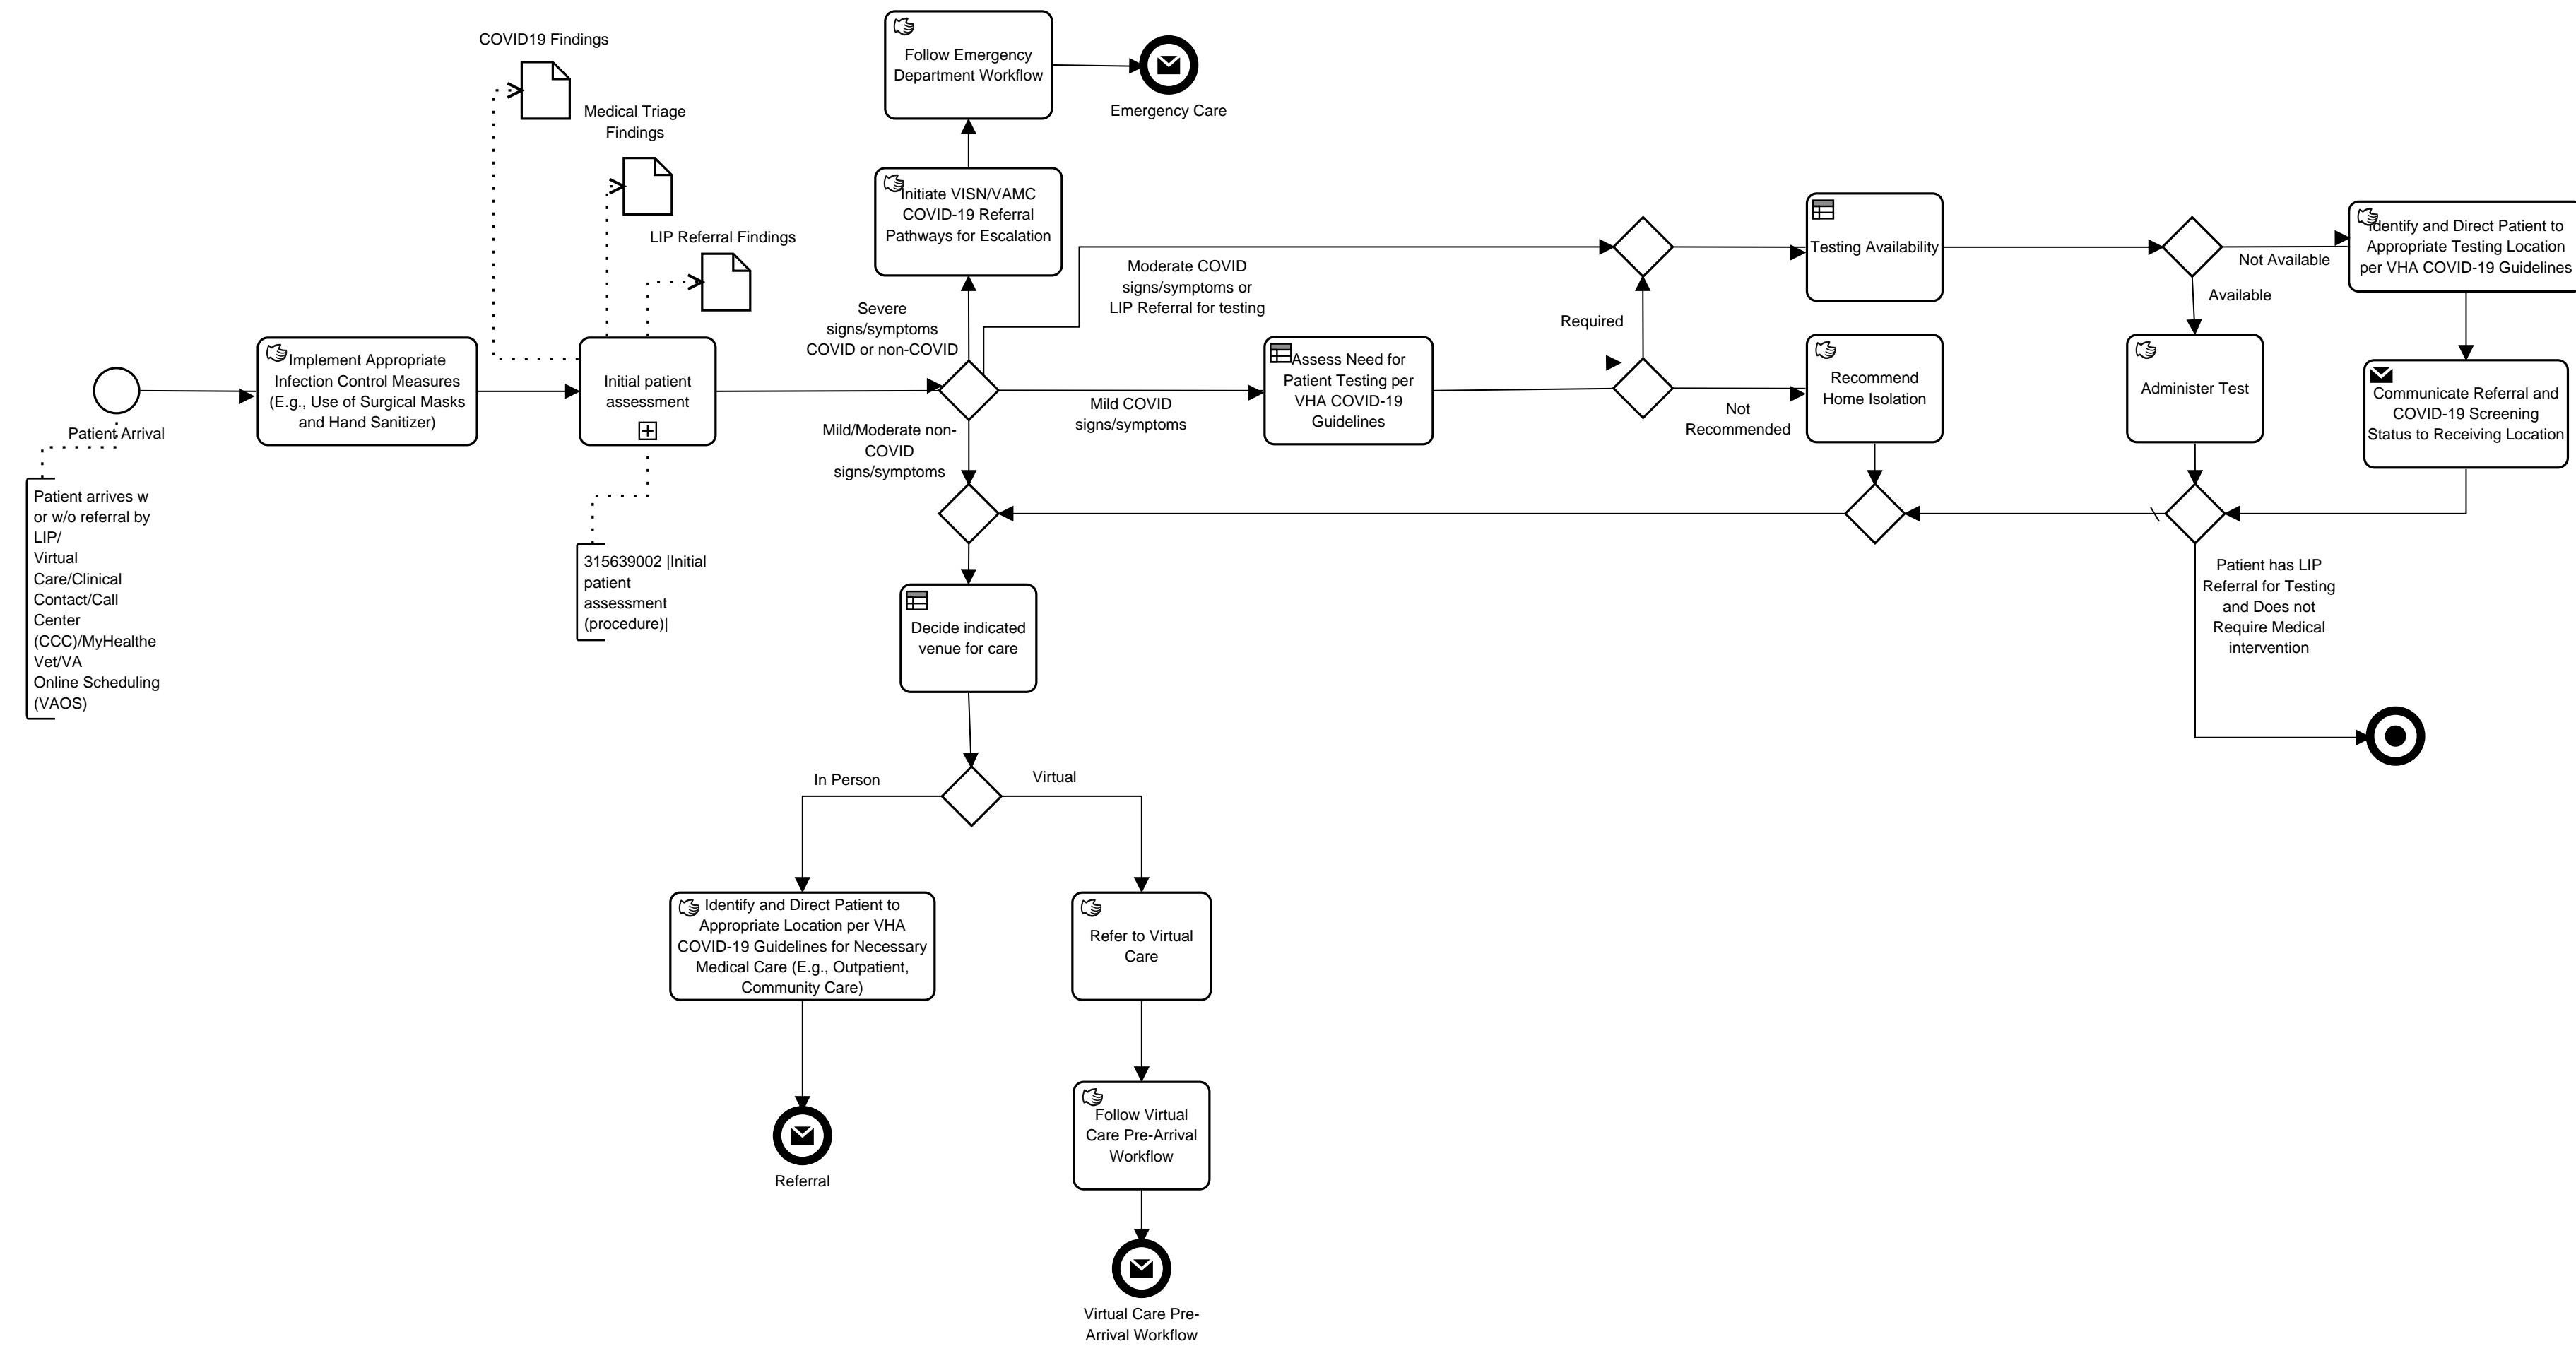 COVID19 Findings
Medical Triage
Findings
LIP Referral Findings
Follow Emergency
Department Workflow
Emergency Care
Initiate VISN/VAMC
COVID-19 Referral
Pathways for Escalation
Severe
signs/symptoms
COVID or non-COVID
Moderate COVID
signs/symptoms or
LIP Referral for testing
Patient Arrival
Implement Appropriate
Infection Control Measures
(E.g., Use of Surgical Masks
and Hand Sanitizer)
Initial patient
assessment
Mild COVID
signs/symptoms
Mild/Moderate non-
COVID
signs/symptoms
Assess Need for
Patient Testing per
VHA COVID-19
Guidelines
Required
Not
Recommended
Testing Availability
Recommend
Home Isolation
Not Available
Available
Administer Test
Identify and Direct Patient to
Appropriate Testing Location
per VHA COVID-19 Guidelines
Communicate Referral and
COVID-19 Screening
Status to Receiving Location
Patient arrives w
or w/o referral by
LIP/
Virtual
Care/Clinical
Contact/Call
Center
(CCC)/MyHealthe
Vet/VA
Online Scheduling
(VAOS)
315639002 |Initial
patient
assessment
(procedure)|
Patient has LIP
Referral for Testing
and Does not
Require Medical
intervention
Decide indicated
venue for care
In Person
Virtual
Identify and Direct Patient to
Appropriate Location per VHA
COVID-19 Guidelines for Necessary
Medical Care (E.g., Outpatient,
Community Care)
Refer to Virtual
Care
Referral
Follow Virtual
Care Pre-Arrival
Workflow
Virtual Care Pre-
Arrival Workflow